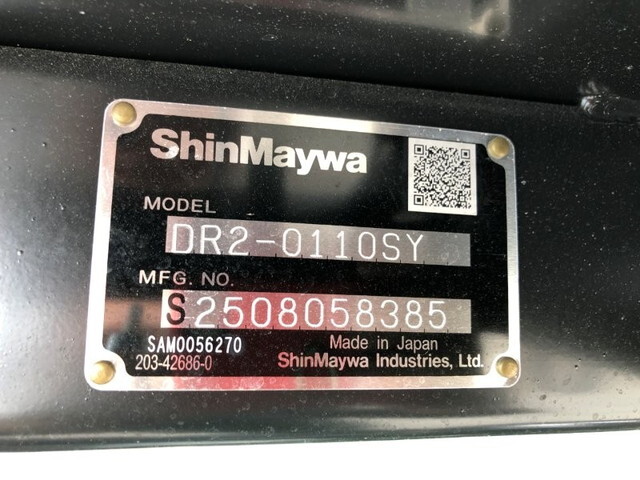 ShinMaywa
MODEL
DR2-0110SY
MFG. NO.
S2508058385
SAM0056270
Made in Japan
203-42686-0
ShinMaywa Industries, Ltd.